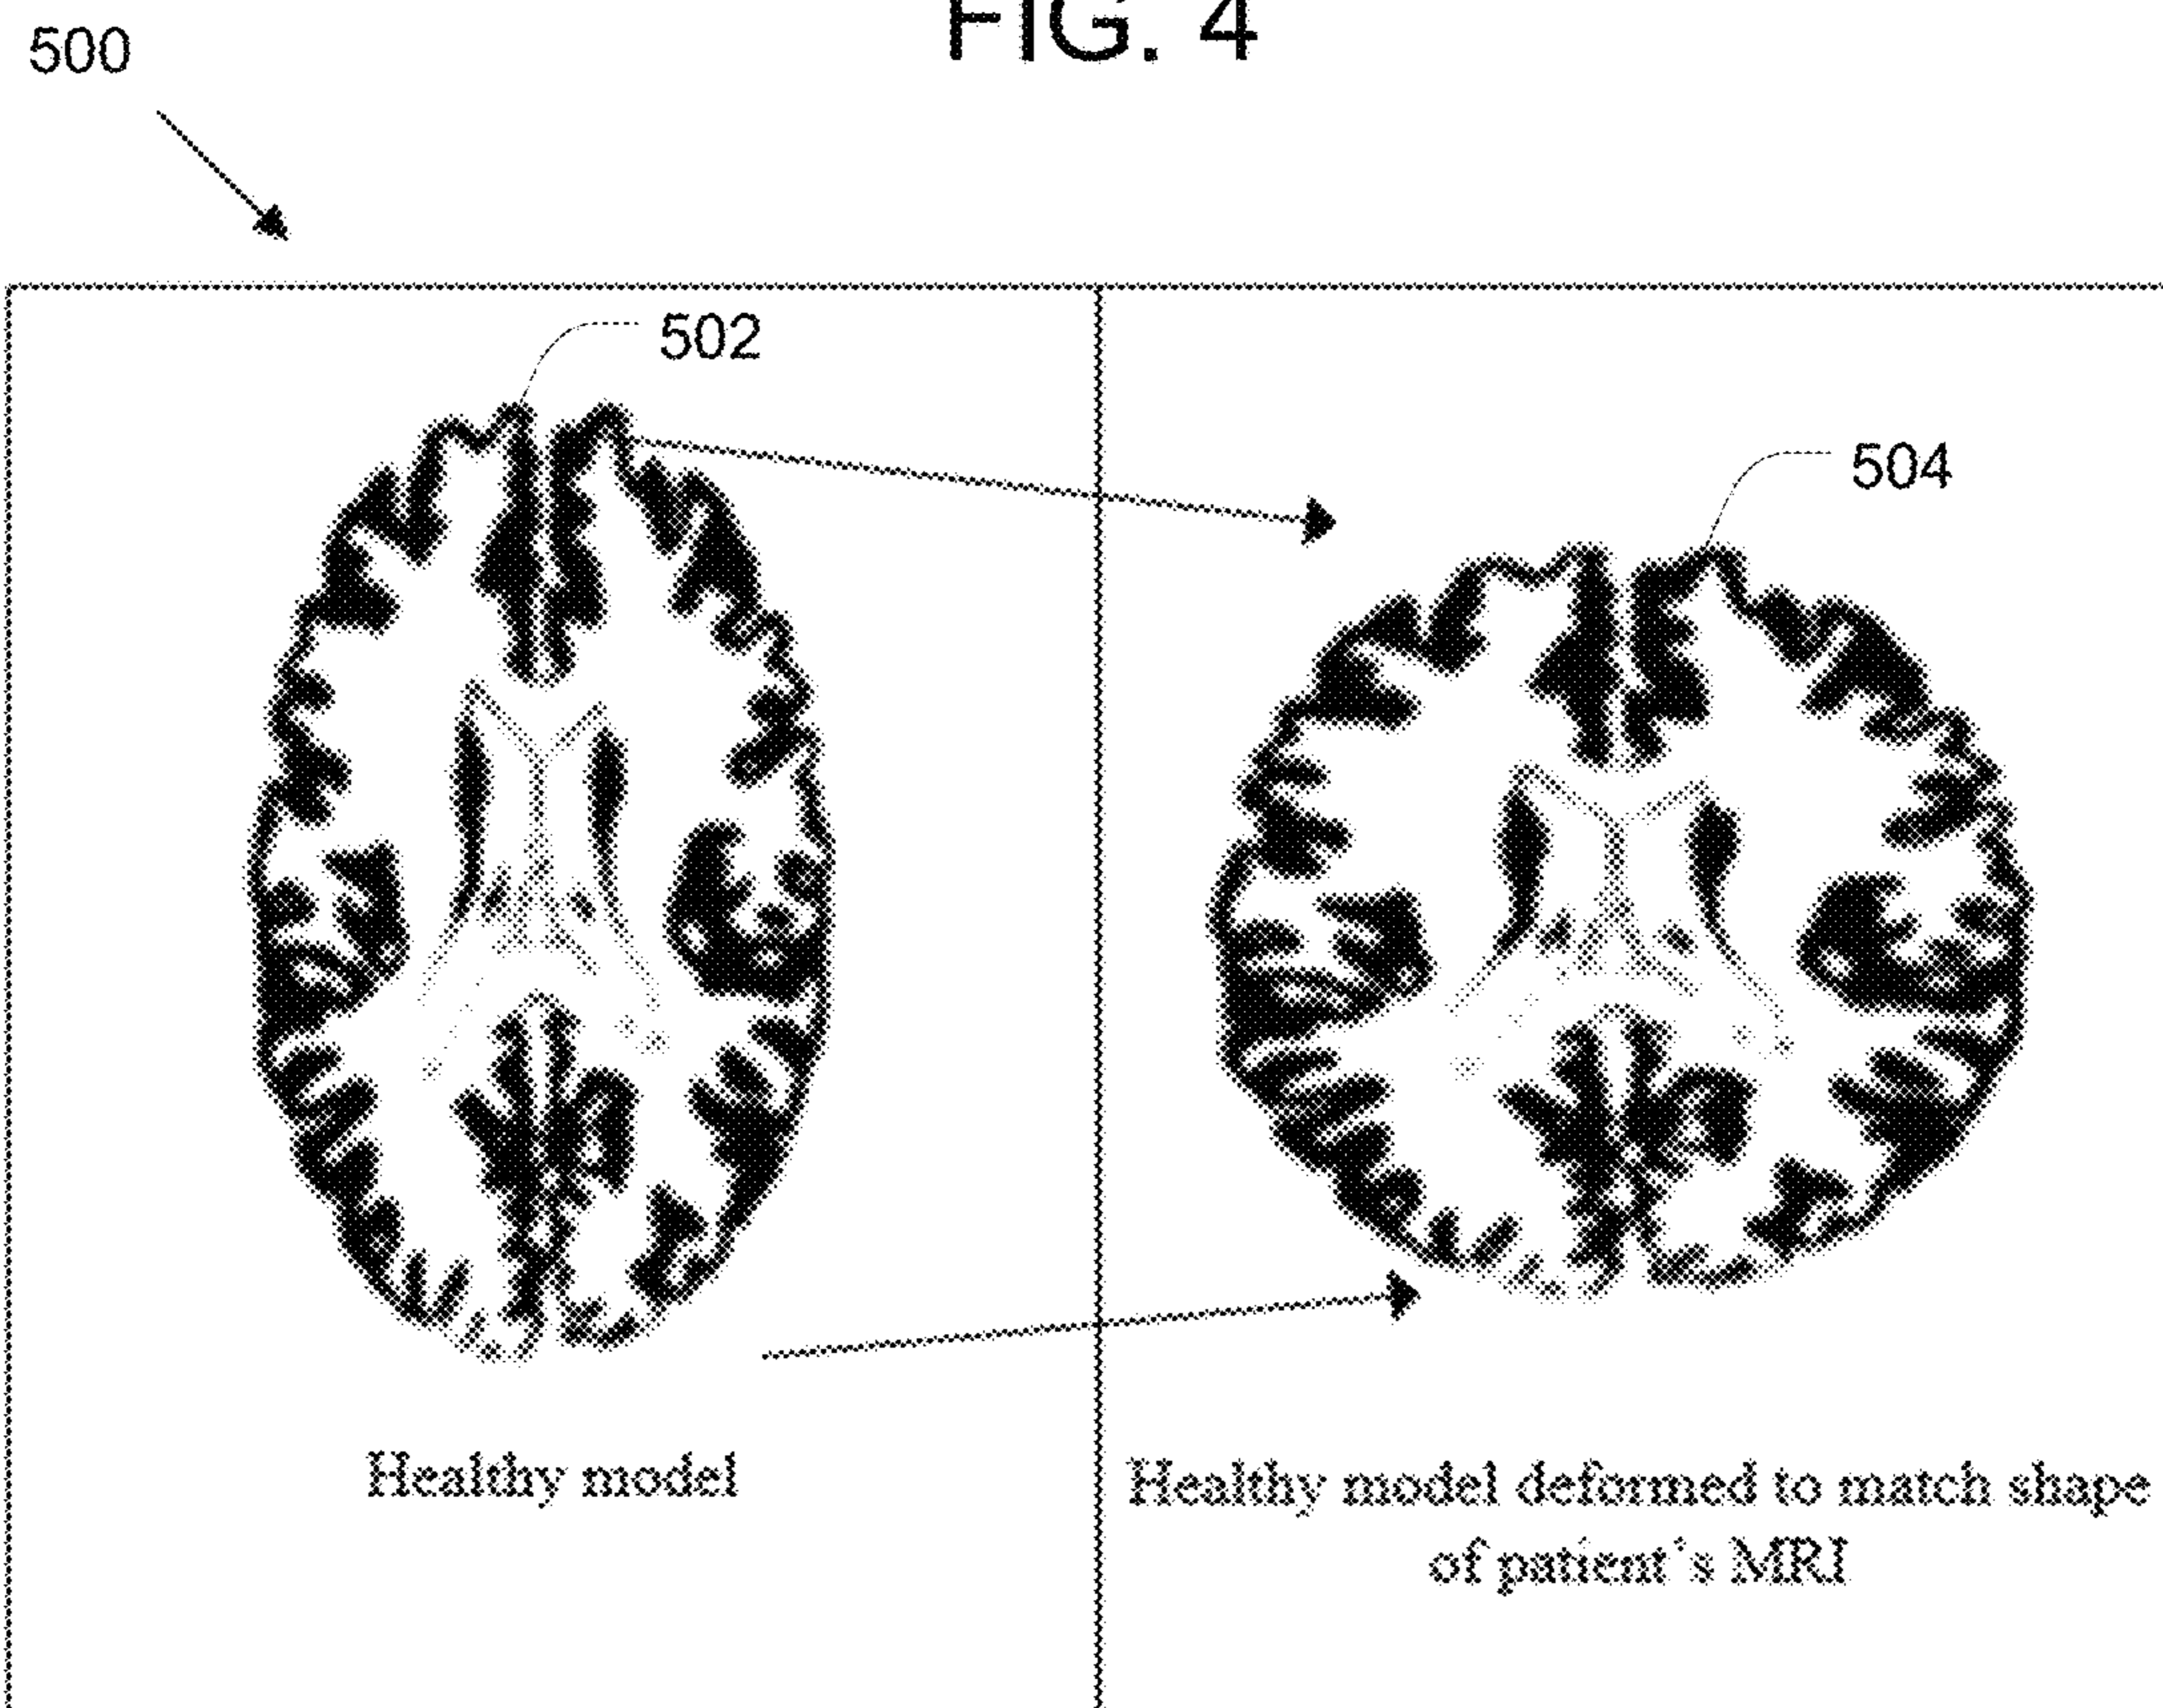 FIG. 4
500
502
504
Healthy model
Healthy model deformed to match shape
of patient's MRI